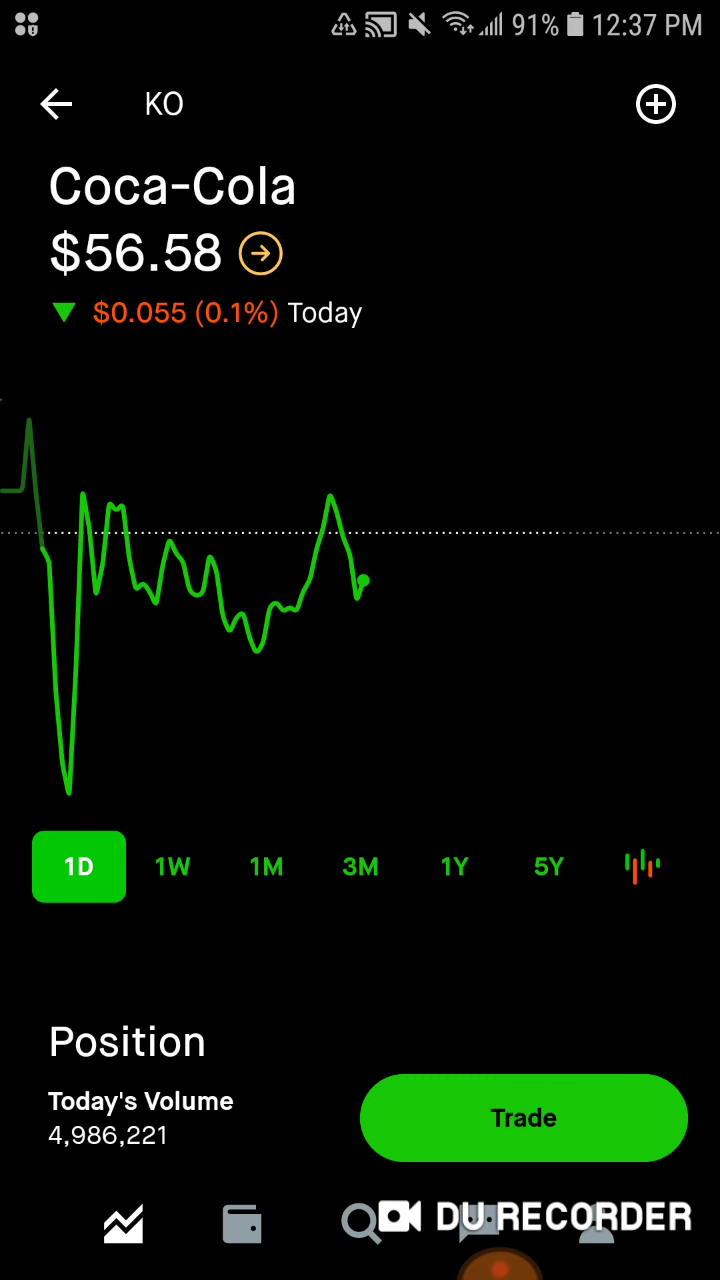 91% 12:37 PM
KO
Coca-Cola
$56.58
$0.055 (0.1%) Today
1D 1W 1M 3M 1Y 5Y
Position
Today's Volume
4,986,221
Trade
DU RECORDER